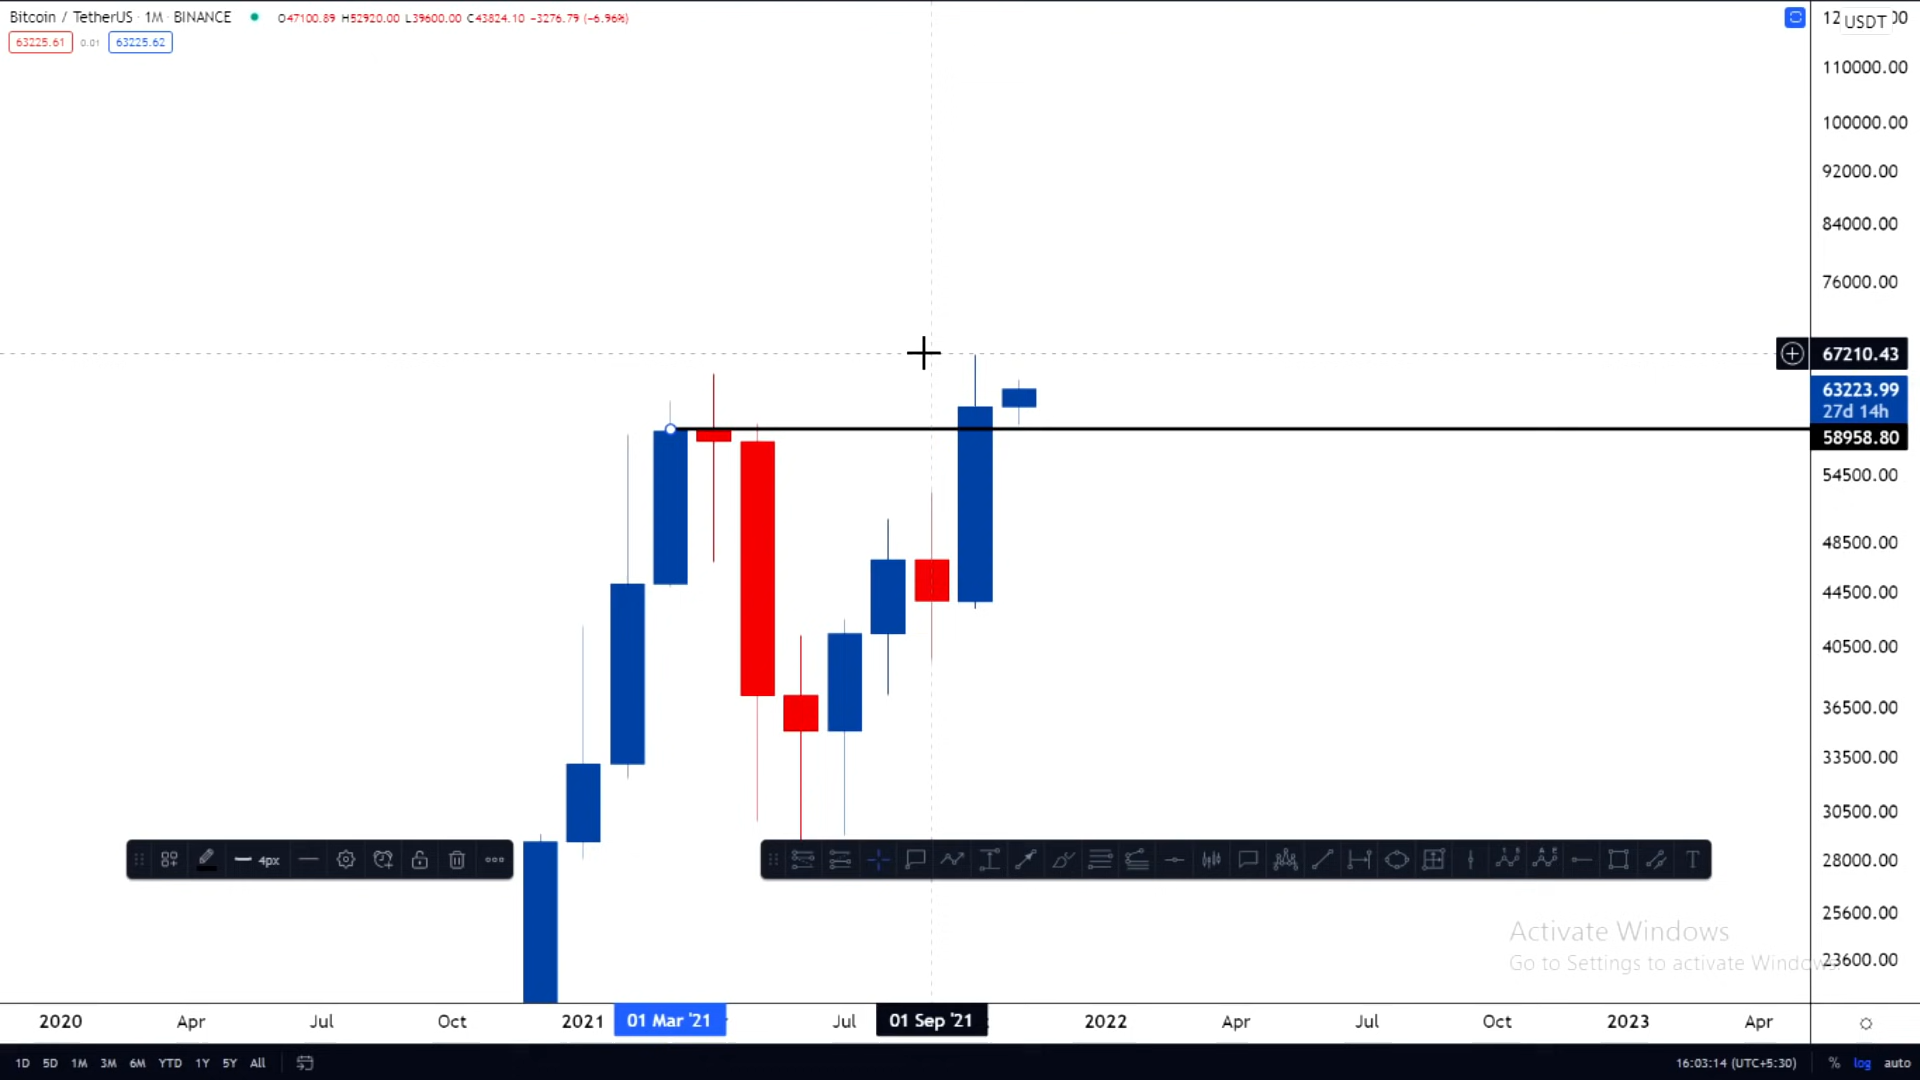 Bitcoin / TetherUS · 1M · BINANCE O47100.89 H52920.00 L39600.00 C43824.10 −3276.79 (−6.96%)
63225.61 0.01 63225.62
USDT
110000.00
100000.00
92000.00
84000.00
76000.00
67210.43
63223.99
27d 14h
58958.80
54500.00
48500.00
44500.00
40500.00
36500.00
33500.00
30500.00
28000.00
25600.00
23600.00
4px
T
Activate Windows
Go to Settings to activate Windows.
2020 Apr Jul Oct 2021 01 Mar '21 Jul 01 Sep '21 2022 Apr Jul Oct 2023 Apr
1D 5D 1M 3M 6M YTD 1Y 5Y All 16:03:14 (UTC+5:30) % log auto